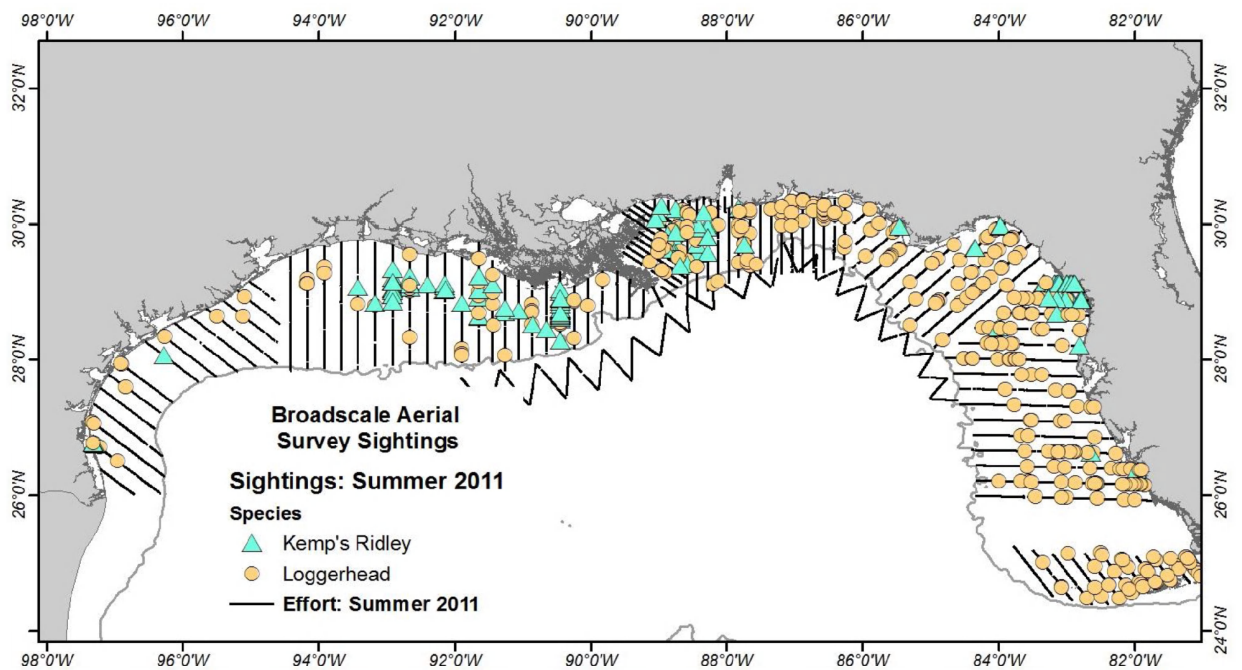 98°0'W 96°0'W 94°0'W 92°0'W 90°0'W 88°0'W 86°0'W 84°0'W 82°0'W
32°0'N 32°0'N
30°0'N 30°0'N
28°0'N 28°0'N
Broadscale Aerial
Survey Sightings
Sightings: Summer 2011
26°0'N 26°0'N
Species
Kemp's Ridley
Loggerhead
Effort: Summer 2011
24°0'N
98°0'W 96°0'W 94°0'W 92°0'W 90°0'W 88°0'W 86°0'W 84°0'W 82°0'W